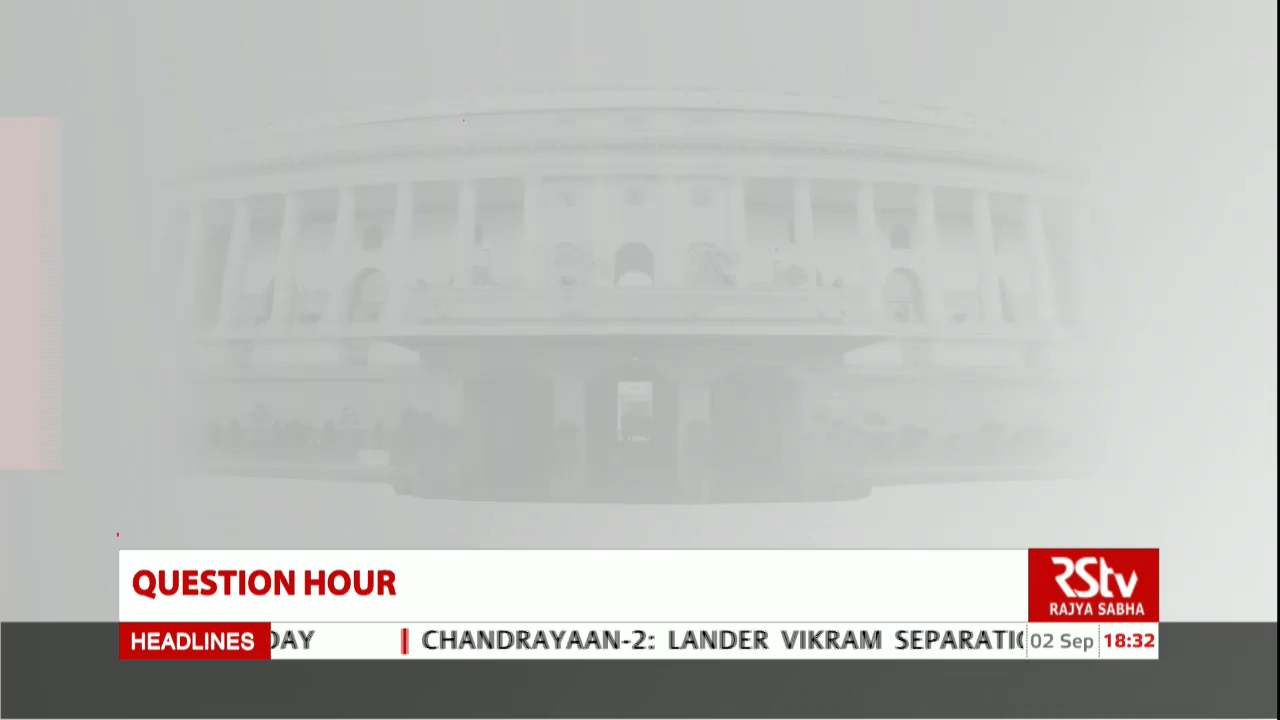 QUESTION HOUR
RSTV
RAJYA SABHA
HEADLINES
DAY | CHANDRAYAAN-2: LANDER VIKRAM
02 Sep 18:32